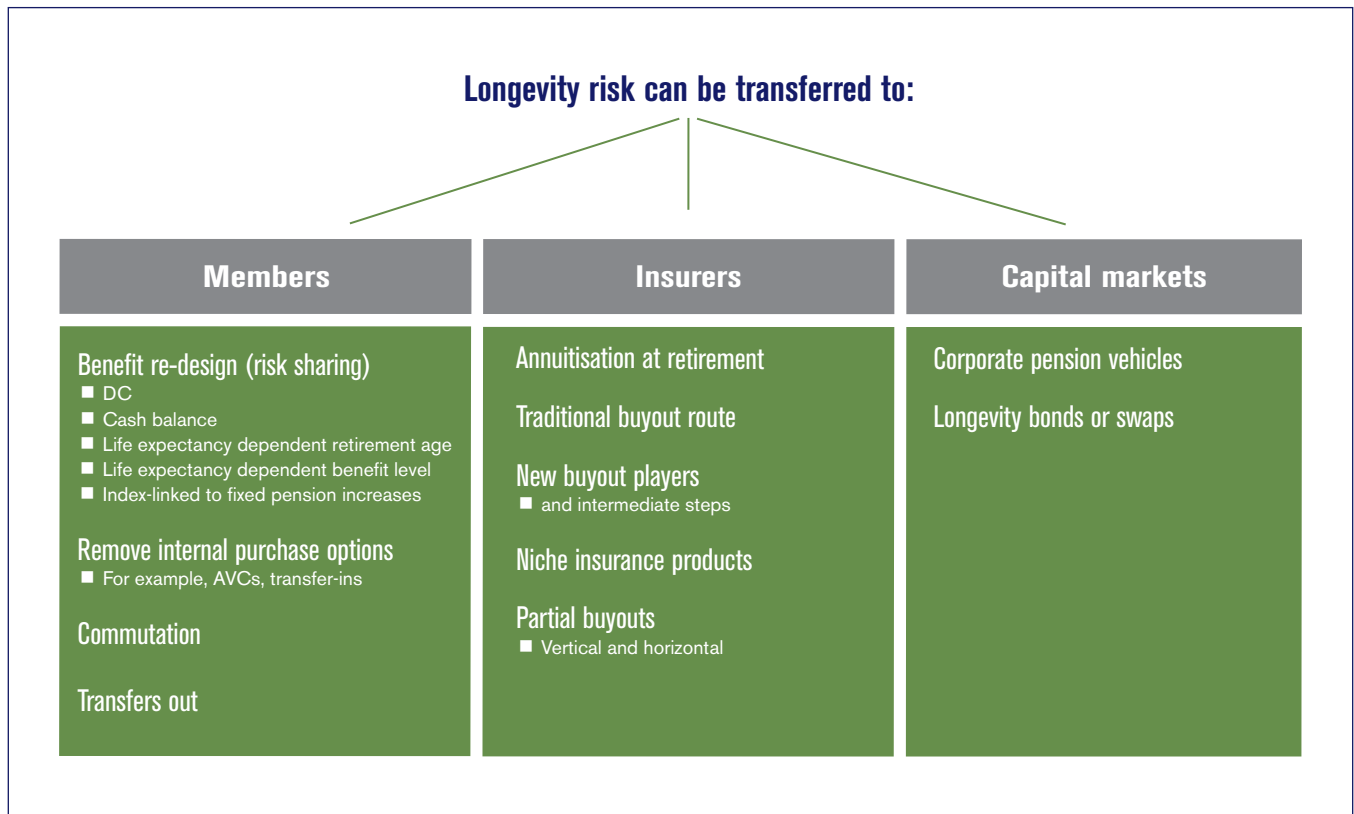 Longevity risk can be transferred to:
Members
Benefit re-design (risk sharing)
DC
Cash balance
Life expectancy dependent retirement age
Life expectancy dependent benefit level
Index-linked to fixed pension increases
Remove internal purchase options
For example, AVCs, transfer-ins
Commutation
Transfers out
Insurers
Annuitisation at retirement
Traditional buyout route
New buyout players
and intermediate steps
Niche insurance products
Partial buyouts
Vertical and horizontal
Capital markets
Corporate pension vehicles
Longevity bonds or swaps